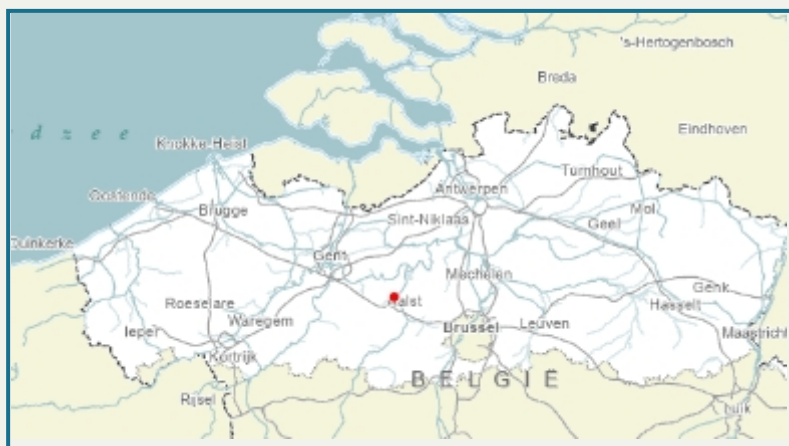 's-Hertogenbosch
Breda
d z e e
Eindhoven
Knokke-Heist
Turnhout
Antwerpen
Oostende
Brugge
Mol
Sint-Niklaas
Geel
Duinkerke
Gent
Mechelen
Genk
Roeselare
alst
Hasselt
Waregem
Brussel
Leuven
Ieper
Maastricht
Kortrijk
BELGIË
Rijsel
Luik